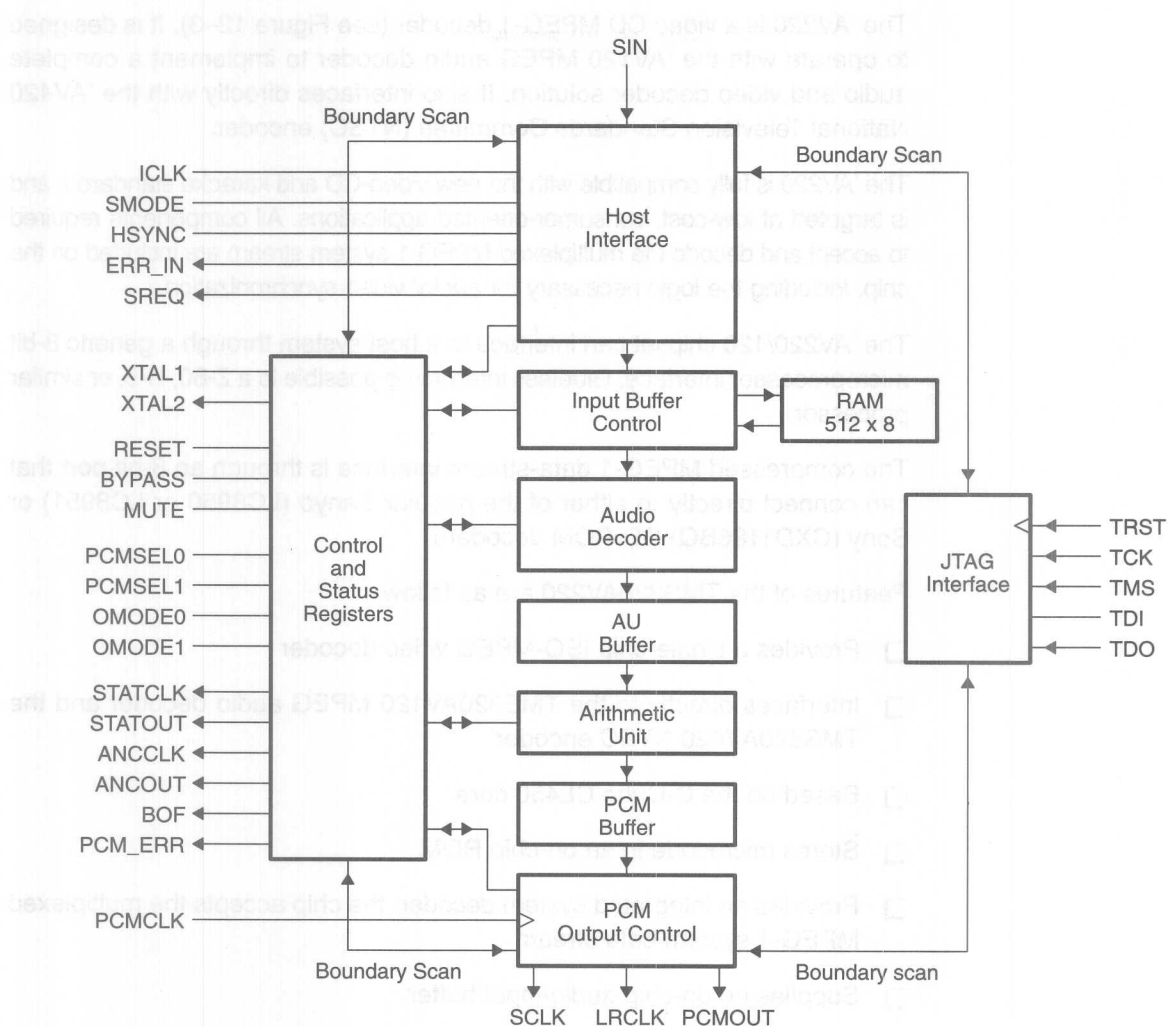 SIN
Boundary Scan
Boundary Scan
ICLK
SMODE
HSYNC
ERR_IN
SREQ
Host
Interface
XTAL1
XTAL2
Input Buffer
Control
RAM
512 x 8
RESET
BYPASS
MUTE
Audio
Decoder
PCMSEL0
PCMSEL1
OMODE0
OMODE1
Control
and
Status
Registers
JTAG
Interface
TRST
TCK
TMS
TDI
TDO
AU
Buffer
STATCLK
STATOUT
ANCCLK
ANCOUT
BOF
PCM_ERR
Arithmetic
Unit
PCM
Buffer
PCMCLK
PCM
Output Control
Boundary Scan
Boundary scan
SCLK LRCLK PCMOUT